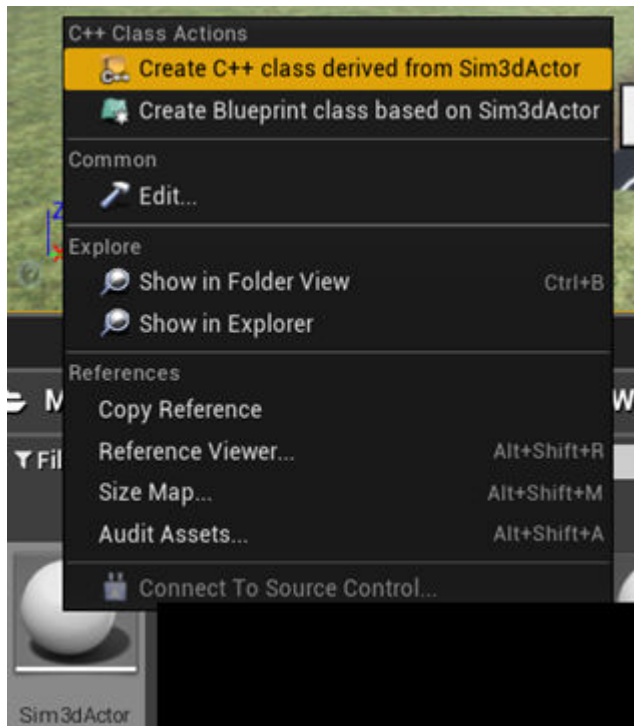 C++ Class Actions
Create C++ class derived from Sim3dActor
Create Blueprint class based on Sim3dActor
Common
Edit...
Z
Explore
Show in Folder View Ctrl+B
Show in Explorer
References
Copy Reference
Reference Viewer... Alt+Shift+R
Fil
Size Map... Alt+Shift+M
Audit Assets... Alt+Shift+A
Connect To Source Control...
Sim3dActor